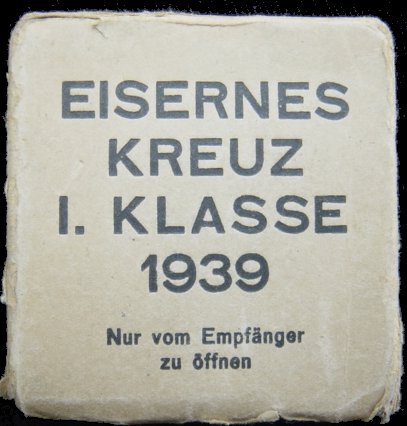 EISERNES
KREUZ
I. KLASSE
1939
Nur vom Empfänger
zu öffnen